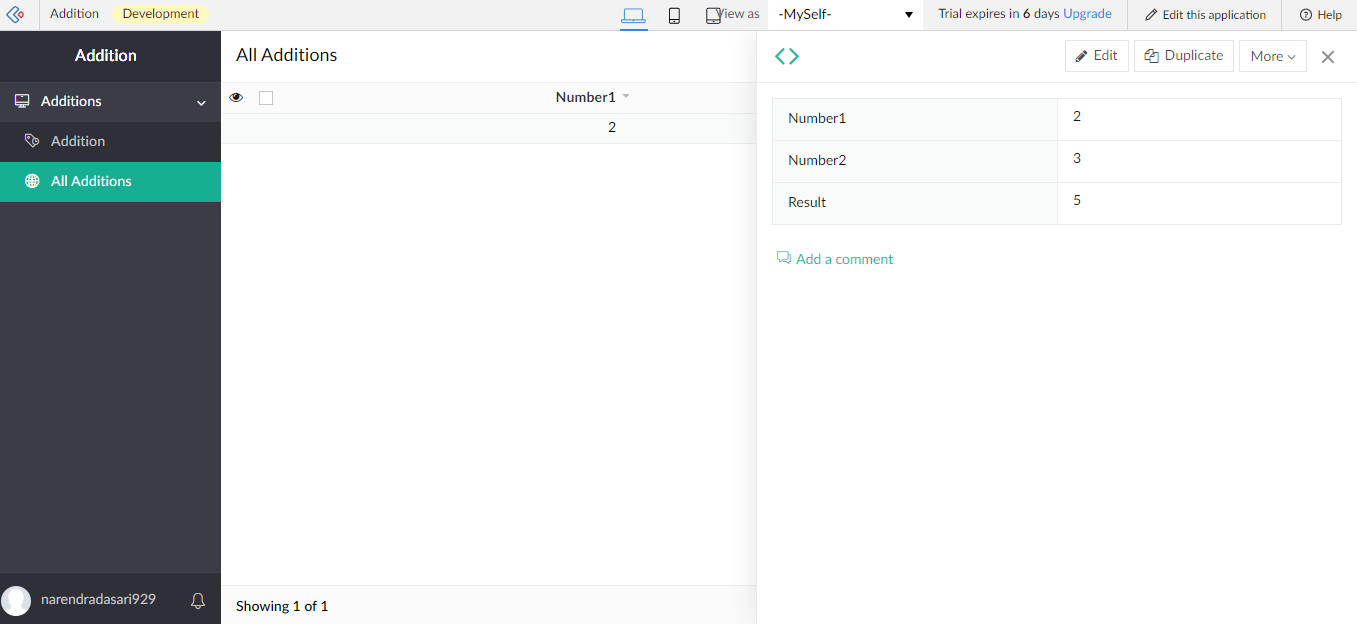 Addition Development View as -MySelf- Trial expires in 6 days Upgrade Edit this application Help
Addition
Additions
Addition
All Additions
narendradasari929
All Additions
Number1
2
Showing 1 of 1
Edit Duplicate More
Number1 2
Number2 3
Result 5
Add a comment